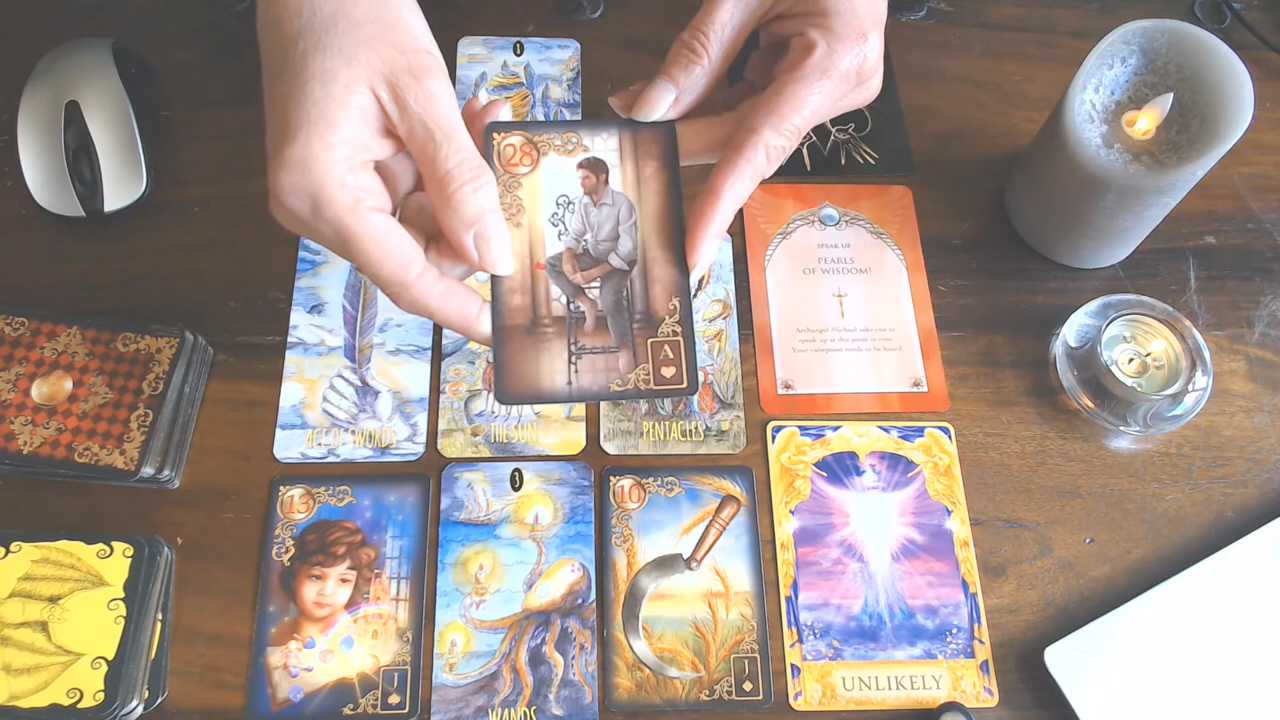 1
28
A
SPEAK UP
PEARLS
OF WISDOM!
Archangel Michael asks you to
speak up at this point in time.
Your viewpoint needs to be heard.
ACE OF SWORDS
THE SUN
PENTACLES
13
J
3
WANDS
10
J
UNLIKELY